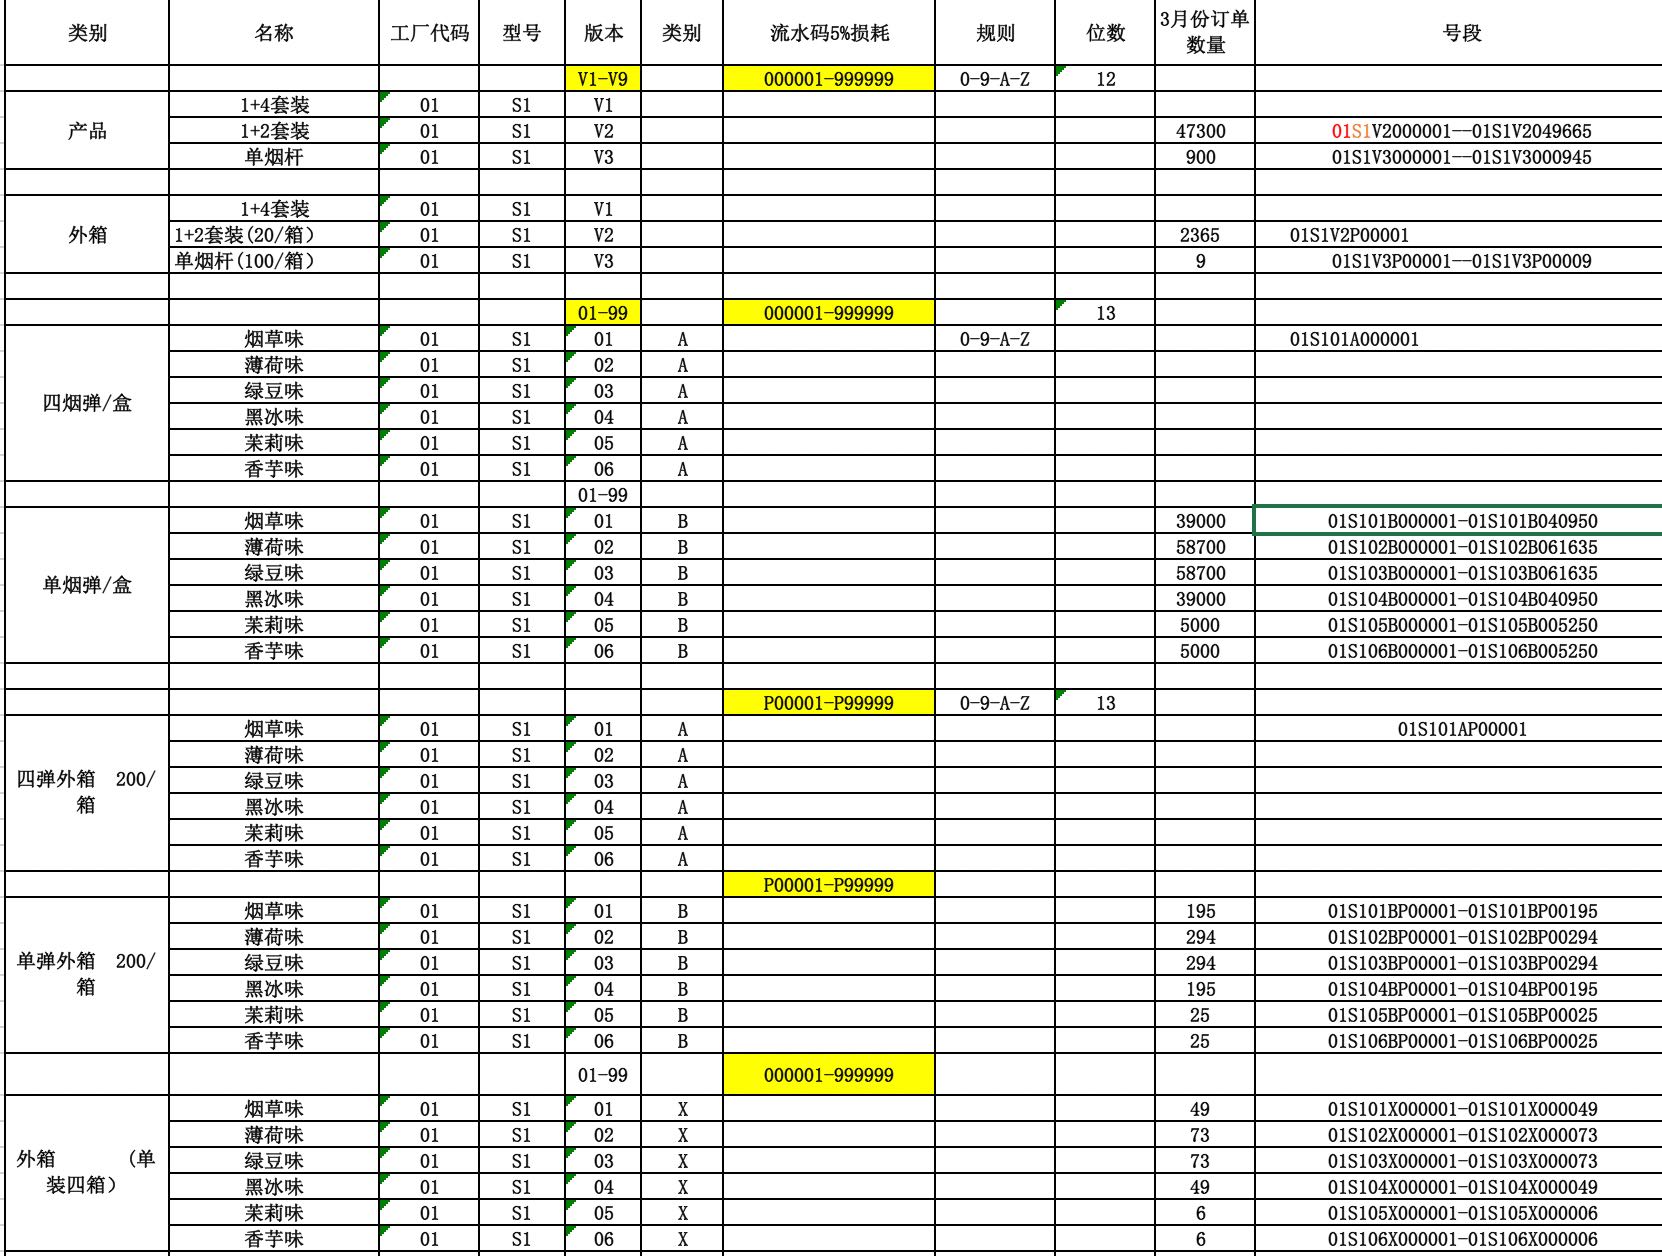 类别 名称 工厂代码 型号 版本 类别 流水码5%损耗 规则 位数 3月份订单数量 号段
V1-V9 000001-999999 0-9-A-Z 12
产品 1+4套装 01 S1 V1
1+2套装 01 S1 V2 47300 01S1V2000001--01S1V2049665
单烟杆 01 S1 V3 900 01S1V3000001--01S1V3000945
外箱 1+4套装 01 S1 V1
1+2套装(20/箱） 01 S1 V2 2365 01S1V2P00001
单烟杆(100/箱） 01 S1 V3 9 01S1V3P00001--01S1V3P00009
01-99 000001-999999 13
四烟弹/盒 烟草味 01 S1 01 A 0-9-A-Z 01S101A000001
薄荷味 01 S1 02 A
绿豆味 01 S1 03 A
黑冰味 01 S1 04 A
茉莉味 01 S1 05 A
香芋味 01 S1 06 A
01-99
单烟弹/盒 烟草味 01 S1 01 B 39000 01S101B000001-01S101B040950
薄荷味 01 S1 02 B 58700 01S102B000001-01S102B061635
绿豆味 01 S1 03 B 58700 01S103B000001-01S103B061635
黑冰味 01 S1 04 B 39000 01S104B000001-01S104B040950
茉莉味 01 S1 05 B 5000 01S105B000001-01S105B005250
香芋味 01 S1 06 B 5000 01S106B000001-01S106B005250
P00001-P99999 0-9-A-Z 13
四弹外箱 200/箱 烟草味 01 S1 01 A 01S101AP00001
薄荷味 01 S1 02 A
绿豆味 01 S1 03 A
黑冰味 01 S1 04 A
茉莉味 01 S1 05 A
香芋味 01 S1 06 A
P00001-P99999
单弹外箱 200/箱 烟草味 01 S1 01 B 195 01S101BP00001-01S101BP00195
薄荷味 01 S1 02 B 294 01S102BP00001-01S102BP00294
绿豆味 01 S1 03 B 294 01S103BP00001-01S103BP00294
黑冰味 01 S1 04 B 195 01S104BP00001-01S104BP00195
茉莉味 01 S1 05 B 25 01S105BP00001-01S105BP00025
香芋味 01 S1 06 B 25 01S106BP00001-01S106BP00025
01-99 000001-999999
外箱 （单装四箱） 烟草味 01 S1 01 X 49 01S101X000001-01S101X000049
薄荷味 01 S1 02 X 73 01S102X000001-01S102X000073
绿豆味 01 S1 03 X 73 01S103X000001-01S103X000073
黑冰味 01 S1 04 X 49 01S104X000001-01S104X000049
茉莉味 01 S1 05 X 6 01S105X000001-01S105X000006
香芋味 01 S1 06 X 6 01S106X000001-01S106X000006